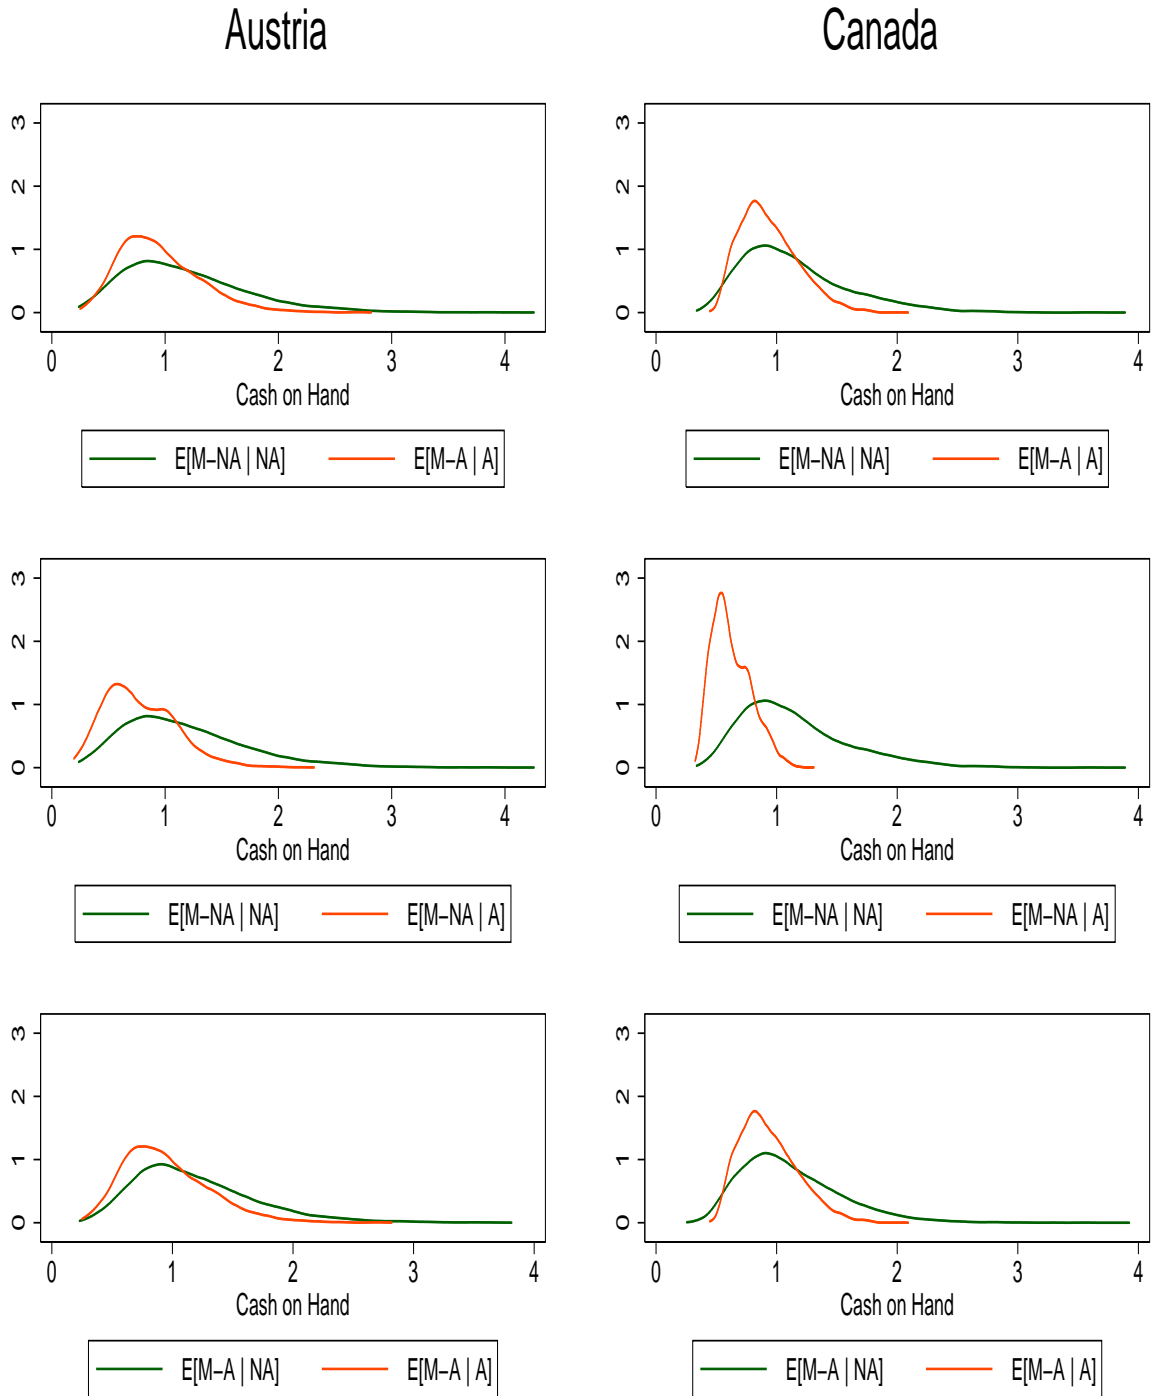 Austria Canada
3 3
2 2
1 1
0 0
0 1 2 3 4 0 1 2 3 4
Cash on Hand Cash on Hand
E[M−NA | NA] E[M−A | A] E[M−NA | NA] E[M−A | A]
3 3
2 2
1 1
0 0
0 1 2 3 4 0 1 2 3 4
Cash on Hand Cash on Hand
E[M−NA | NA] E[M−NA | A] E[M−NA | NA] E[M−NA | A]
3 3
2 2
1 1
0 0
0 1 2 3 4 0 1 2 3 4
Cash on Hand Cash on Hand
E[M−A | NA] E[M−A | A] E[M−A | NA] E[M−A | A]